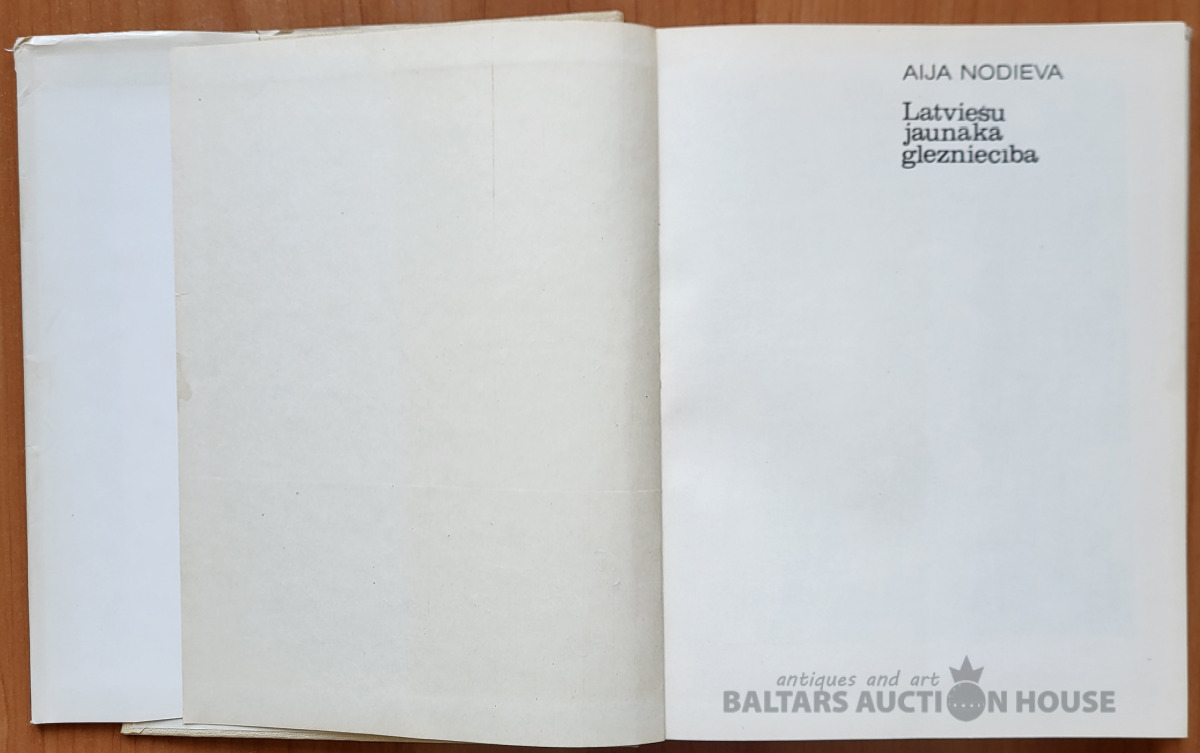 AIJA NODIEVA
Latviešu
jaunākā
glezniecība
antiques and art
BALTARS AUCTION HOUSE